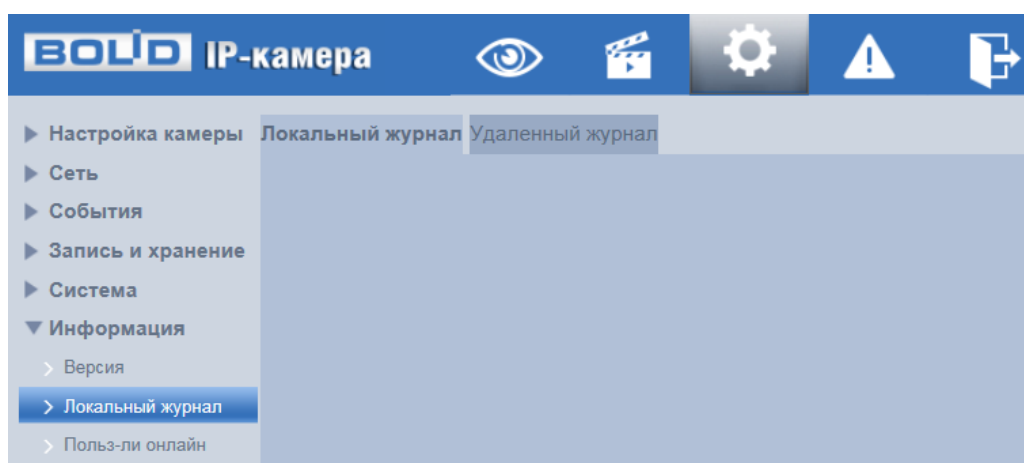 BOLID IP-камера
Настройка камеры
Локальный журнал Удаленный журнал
Сеть
События
Запись и хранение
Система
Информация
Версия
Локальный журнал
Польз-ли онлайн